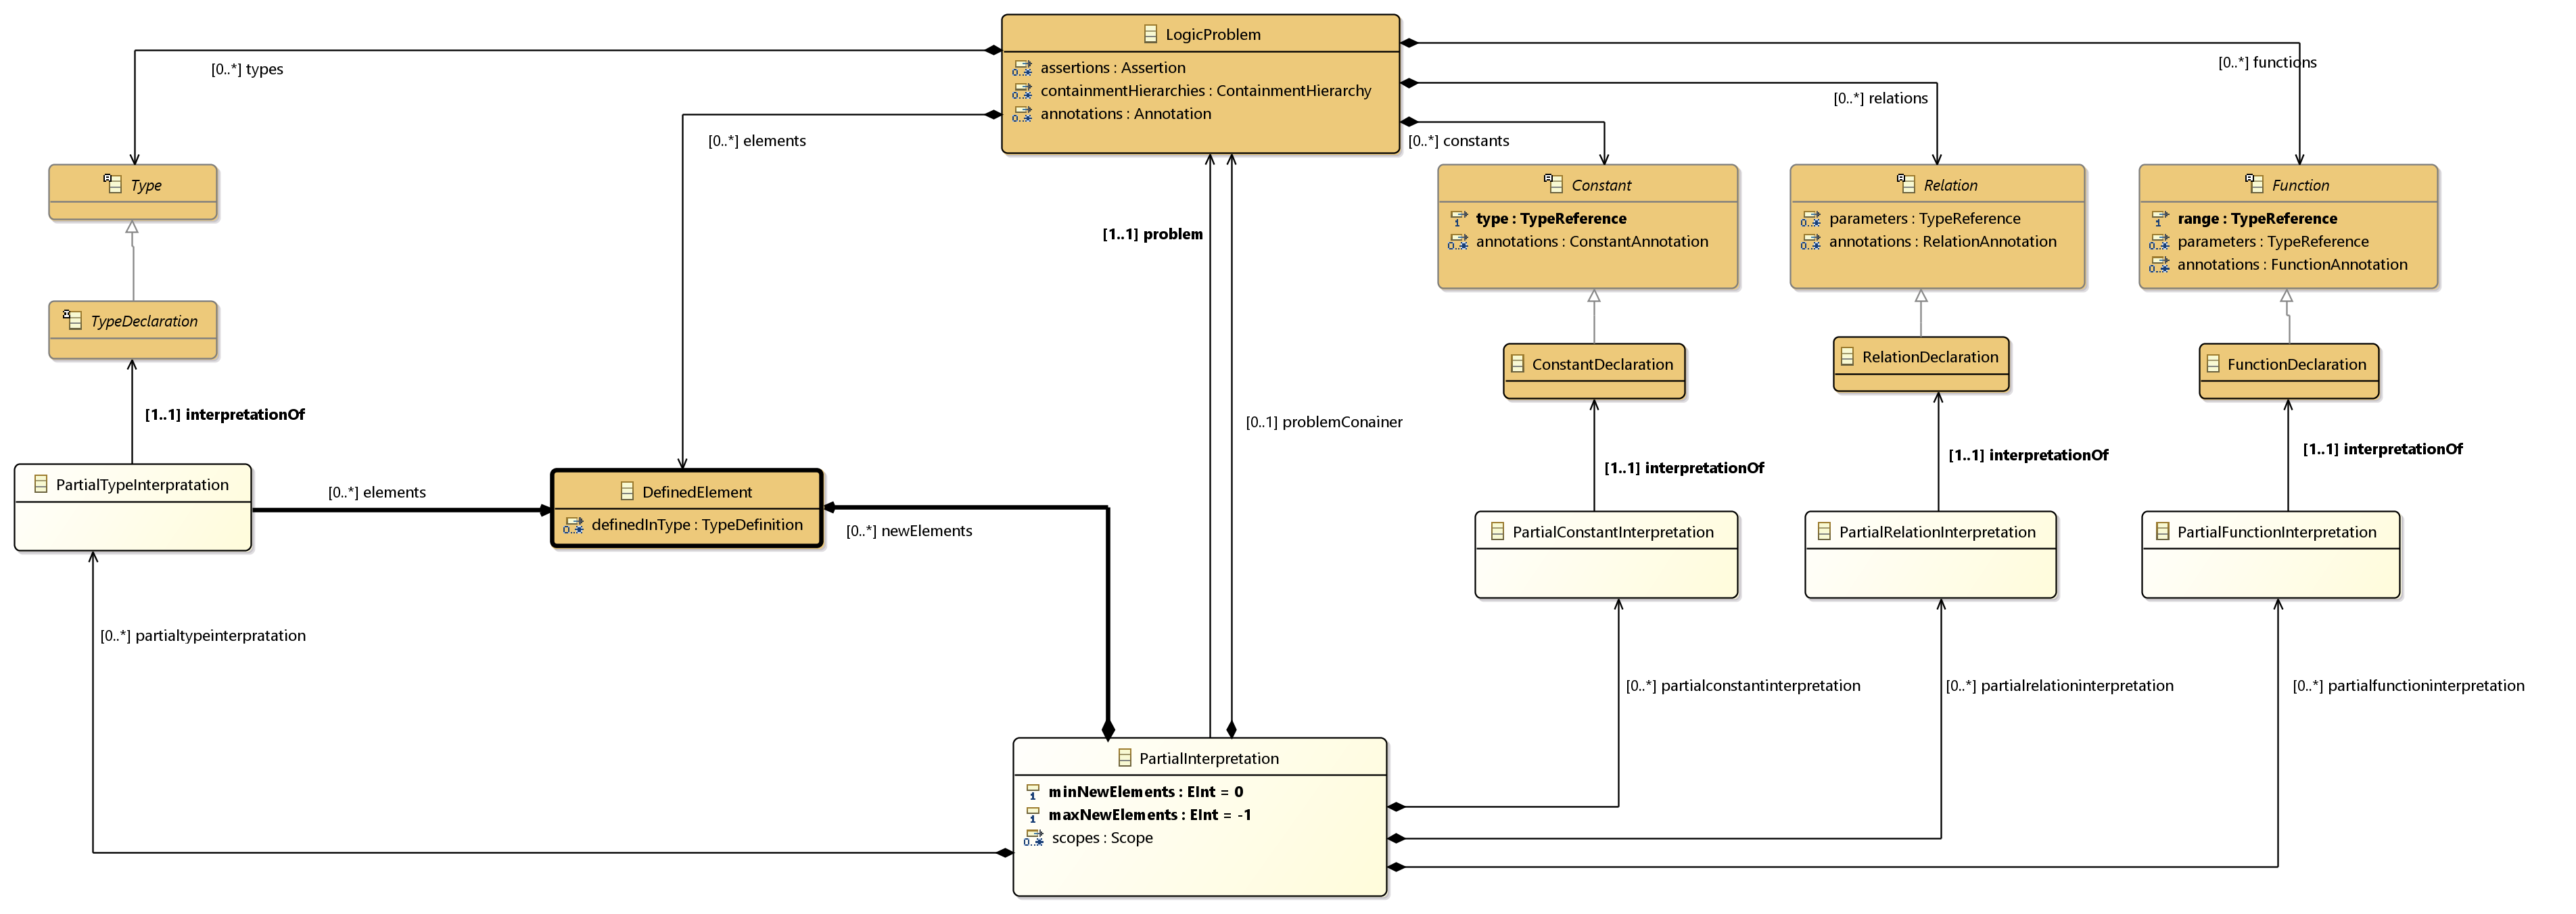 LogicProblem
assertions : Assertion
containmentHierarchies : ContainmentHierarchy
annotations : Annotation
[0..*] types
[0..*] elements
[0..*] functions
[0..*] relations
[0..*] constants
Type
Constant
type : TypeReference
annotations : ConstantAnnotation
Relation
parameters : TypeReference
annotations : RelationAnnotation
Function
range : TypeReference
parameters : TypeReference
annotations : FunctionAnnotation
[1..1] problem
TypeDeclaration
ConstantDeclaration
RelationDeclaration
FunctionDeclaration
[1..1] interpretationOf
[0..1] problemConainer
[1..1] interpretationOf
[1..1] interpretationOf
[1..1] interpretationOf
PartialTypeInterpratation
[0..*] elements
DefinedElement
definedInType : TypeDefinition
[0..*] newElements
PartialConstantInterpretation
PartialRelationInterpretation
PartialFunctionInterpretation
[0..*] partialtypeinterpratation
[0..*] partialconstantinterpretation
[0..*] partialrelationinterpretation
[0..*] partialfunctioninterpretation
PartialInterpretation
minNewElements : EInt = 0
maxNewElements : EInt = -1
scopes : Scope